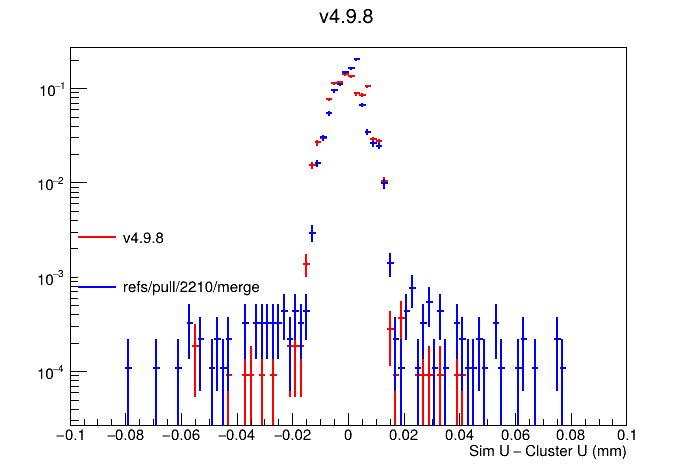 v4.9.8
10⁻¹
10⁻²
v4.9.8
10⁻³
refs/pull/2210/merge
10⁻⁴
−0.1 −0.08 −0.06 −0.04 −0.02 0 0.02 0.04 0.06 0.08 0.1
Sim U − Cluster U (mm)